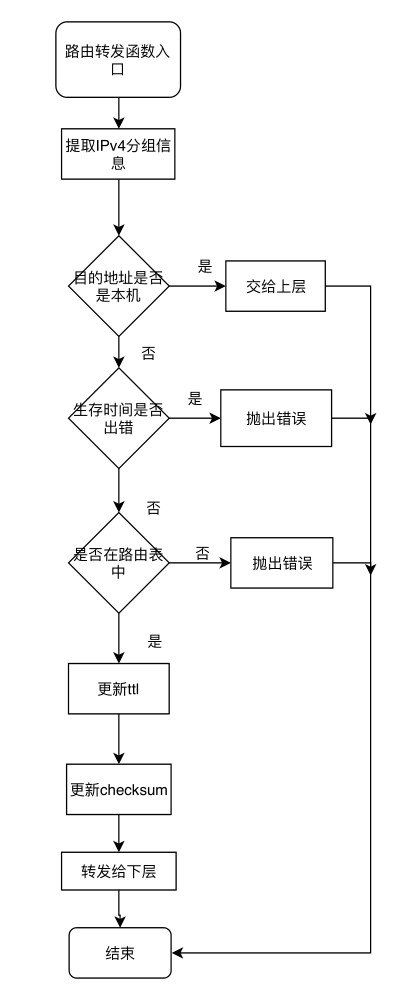 路由转发函数入
口
提取IPv4分组信
息
目的地址是否
是本机
是
交给上层
否
生存时间是否
出错
是
抛出错误
否
是否在路由表
中
否
抛出错误
是
更新ttl
更新checksum
转发给下层
结束